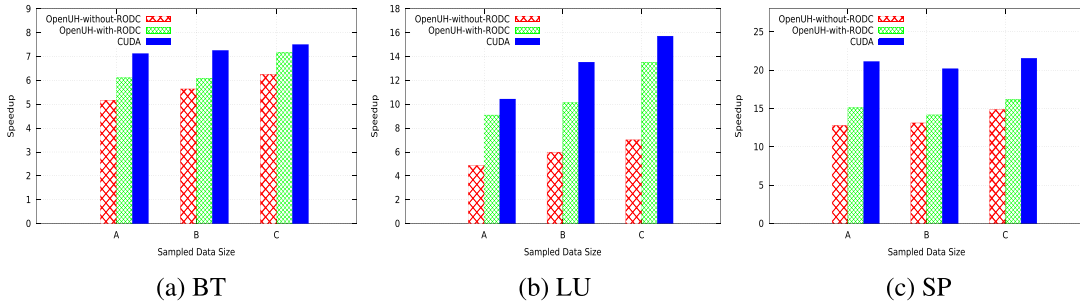 9
8
7
6
5
4
3
2
1
0
Speedup
OpenUH-without-RODC
OpenUH-with-RODC
CUDA
A
B
C
Sampled Data Size
(a) BT
18
16
14
12
10
8
6
4
2
0
Speedup
OpenUH-without-RODC
OpenUH-with-RODC
CUDA
A
B
C
Sampled Data Size
(b) LU
25
20
15
10
5
0
Speedup
OpenUH-without-RODC
OpenUH-with-RODC
CUDA
A
B
C
Sampled Data Size
(c) SP